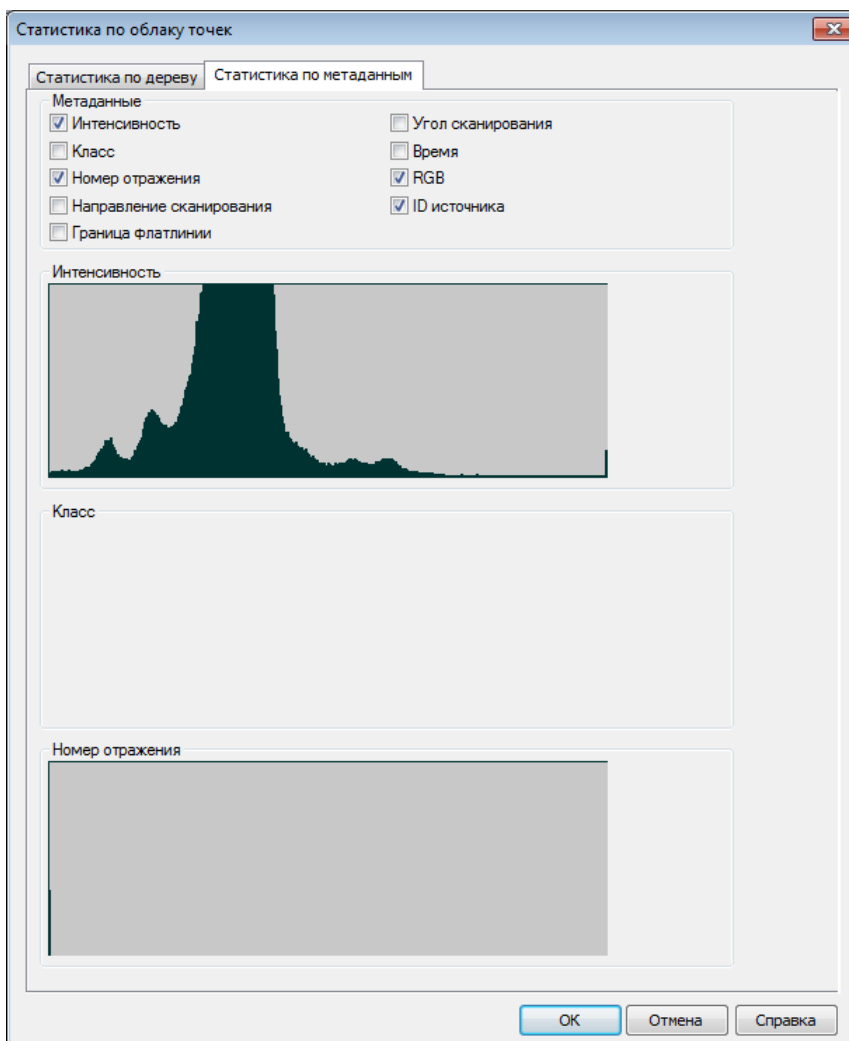 Статистика по облаку точек
Статистика по дереву
Статистика по метаданным
Метаданные
Интенсивность
Угол сканирования
Класс
Время
Номер отражения
RGB
Направление сканирования
ID источника
Граница флатлинии
Интенсивность
Класс
Номер отражения
OK
Отмена
Справка